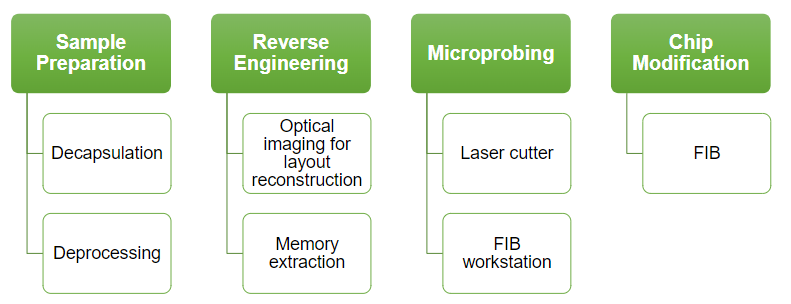 Sample
Preparation
Decapsulation
Deprocessing
Reverse
Engineering
Optical
imaging for
layout
reconstruction
Memory
extraction
Microprobing
Laser cutter
FIB
workstation
Chip
Modification
FIB